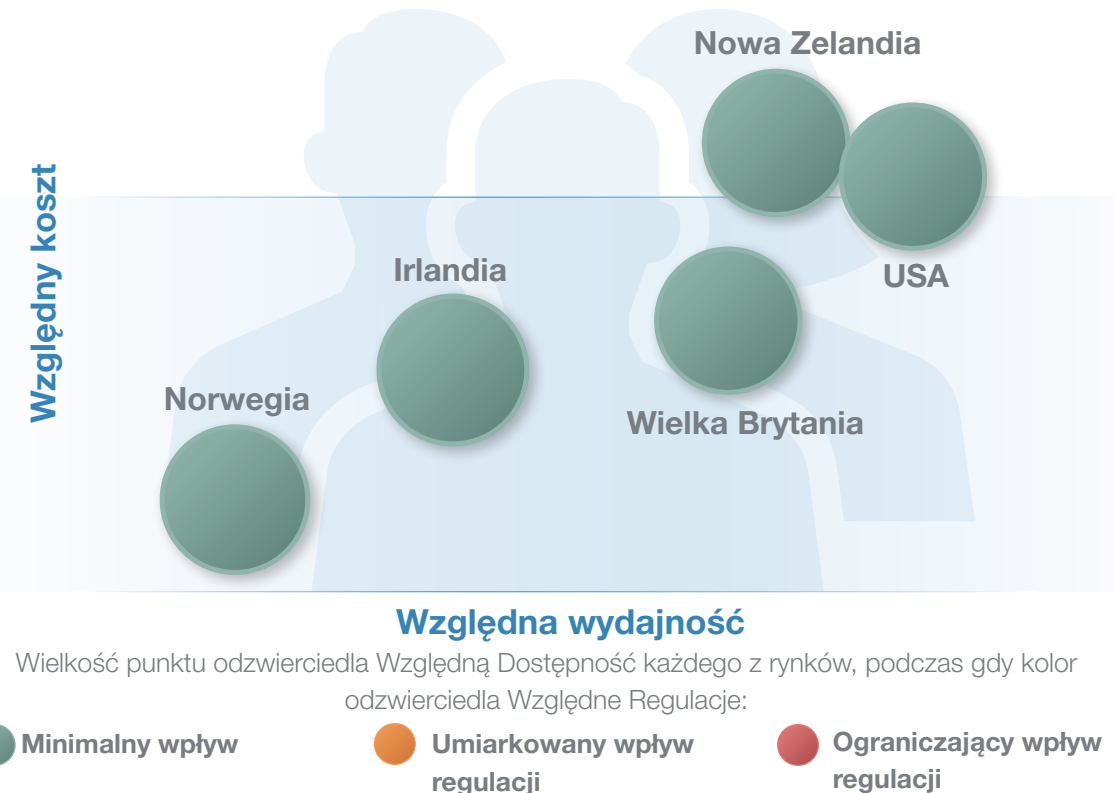 Nowa Zelandia
Względny koszt
Irlandia
USA
Norwegia
Wielka Brytania
Względna wydajność
Wielkość punktu odzwierciedla Względną Dostępność każdego z rynków, podczas gdy kolor
odzwierciedla Względne Regulacje:
Minimalny wpływ
Umiarkowany wpływ
regulacji
Ograniczający wpływ
regulacji